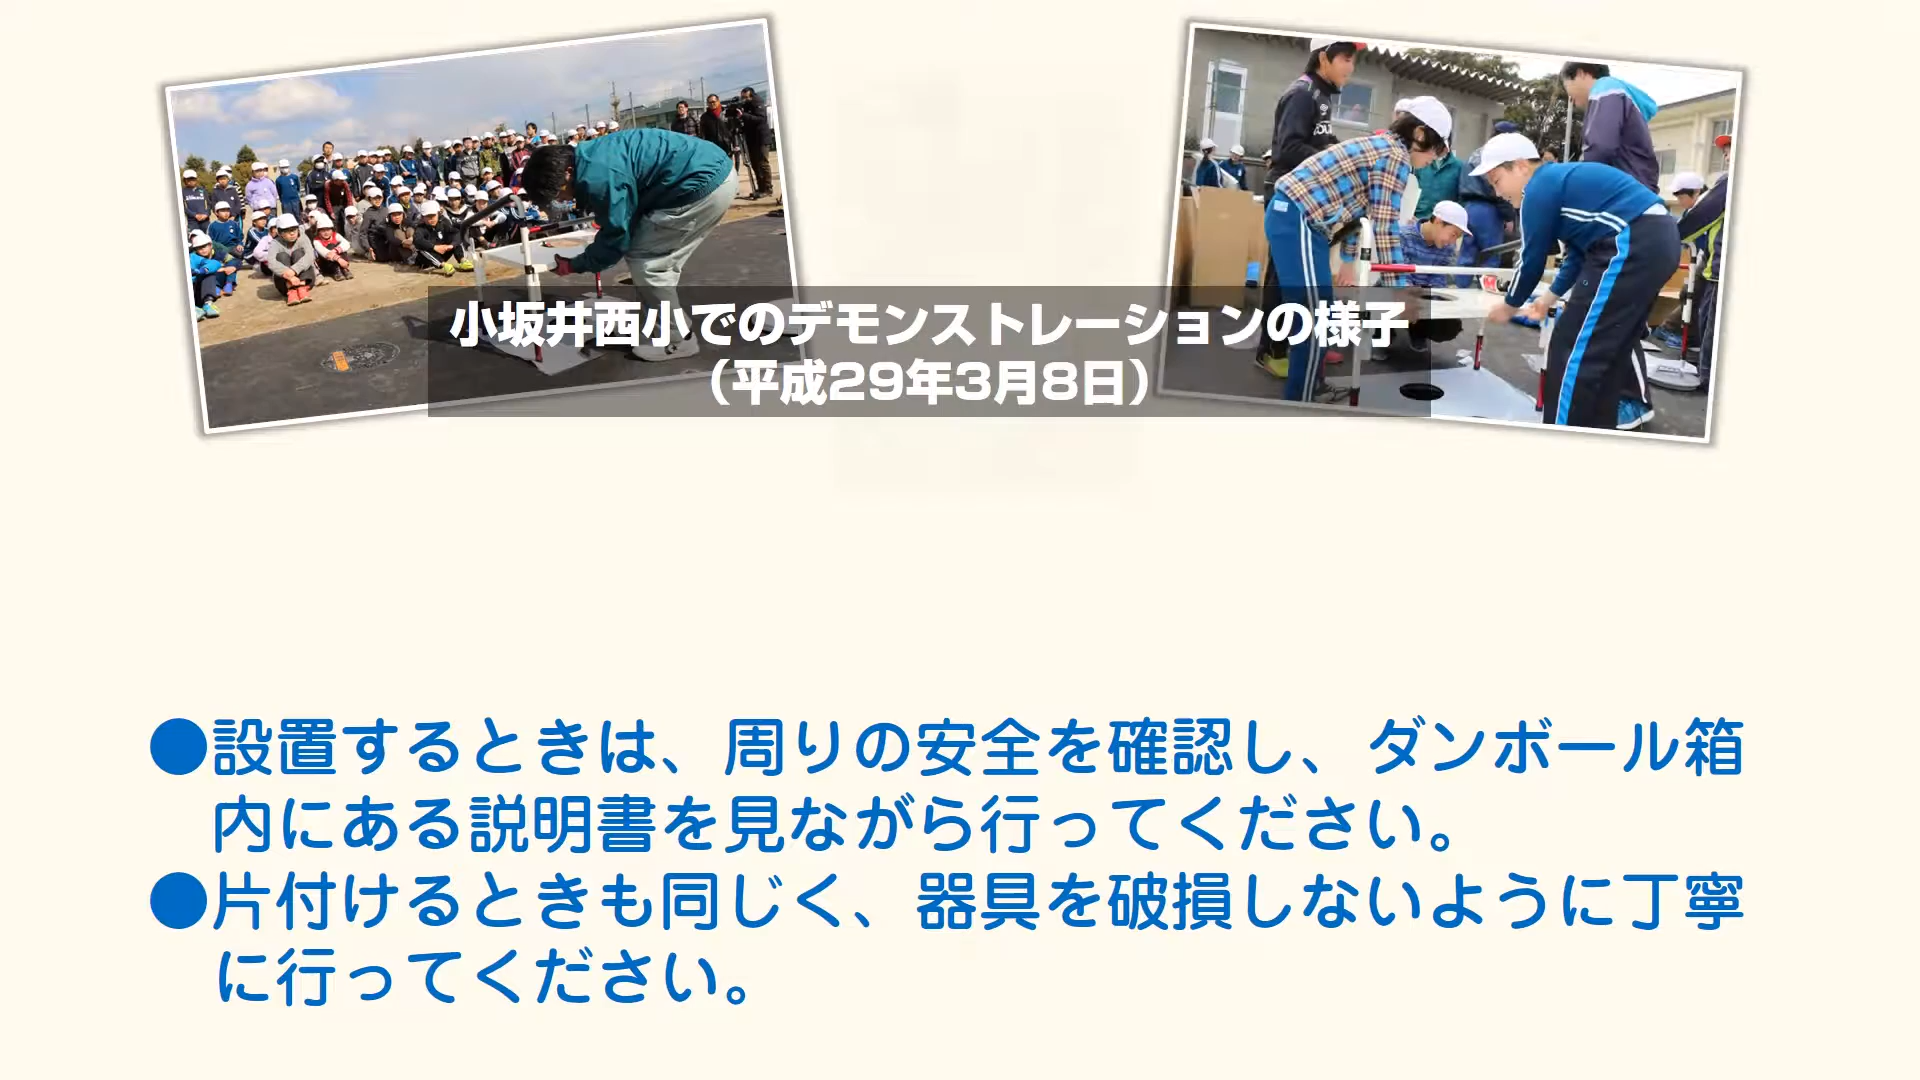 小坂井西小でのデモンストレーションの様子
（平成29年3月8日）
●設置するときは、周りの安全を確認し、ダンボール箱
内にある説明書を見ながら行ってください。
●片付けるときも同じく、器具を破損しないように丁寧
に行ってください。